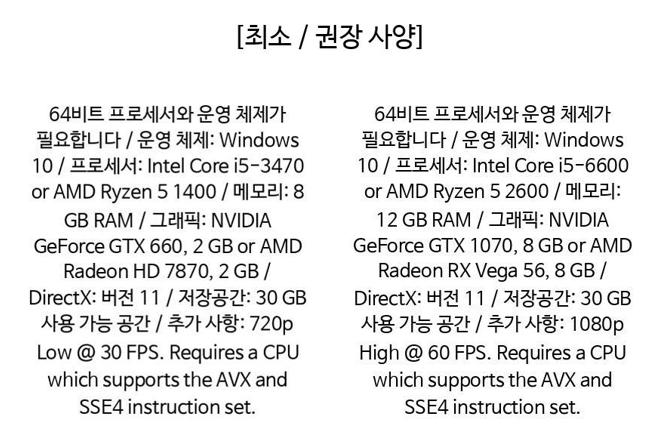 [최소 / 권장 사양]
64비트 프로세서와 운영 체제가
필요합니다 / 운영 체제: Windows
10 / 프로세서: Intel Core i5-3470
or AMD Ryzen 5 1400 / 메모리: 8
GB RAM / 그래픽: NVIDIA
GeForce GTX 660, 2 GB or AMD
Radeon HD 7870, 2 GB /
DirectX: 버전 11 / 저장공간: 30 GB
사용 가능 공간 / 추가 사항: 720p
Low @ 30 FPS. Requires a CPU
which supports the AVX and
SSE4 instruction set.
64비트 프로세서와 운영 체제가
필요합니다 / 운영 체제: Windows
10 / 프로세서: Intel Core i5-6600
or AMD Ryzen 5 2600 / 메모리:
12 GB RAM / 그래픽: NVIDIA
GeForce GTX 1070, 8 GB or AMD
Radeon RX Vega 56, 8 GB /
DirectX: 버전 11 / 저장공간: 30 GB
사용 가능 공간 / 추가 사항: 1080p
High @ 60 FPS. Requires a CPU
which supports the AVX and
SSE4 instruction set.